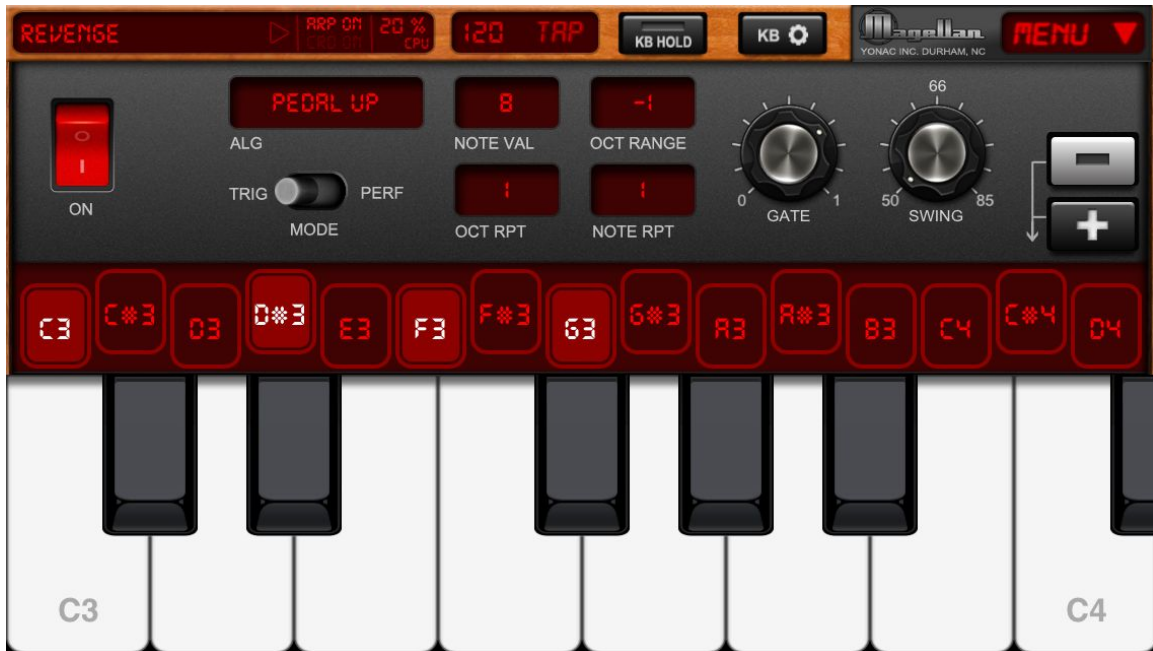 REVENGE
ARP ON
CRD ON
20 %
CPU
120 TAP
KB HOLD
KB
Magellan
YONAC INC. DURHAM, NC
MENU
O
I
ON
PEDAL UP
ALG
TRIG
PERF
MODE
8
NOTE VAL
-1
OCT RANGE
1
OCT RPT
1
NOTE RPT
0
1
GATE
66
50
85
SWING
C3 C#3 D3 D#3 E3 F3 F#3 G3 G#3 A3 A#3 B3 C4 C#4 D4
C3
C4